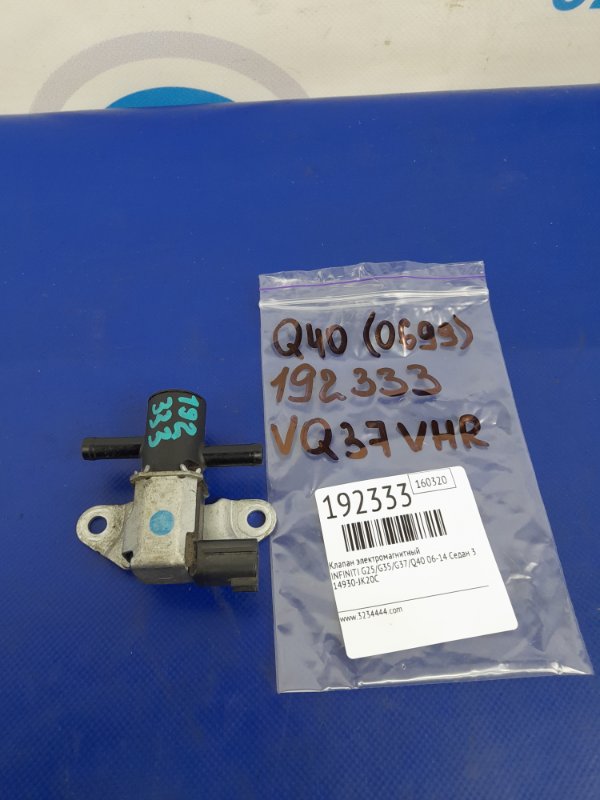 Q40 (0699)
192333
VQ37VHR
192
333
192333
160320
Клапан электромагнитный
INFINITI G25/G35/G37/Q40 06-14 Седан 3
14930-JK20C
www.3234444.com